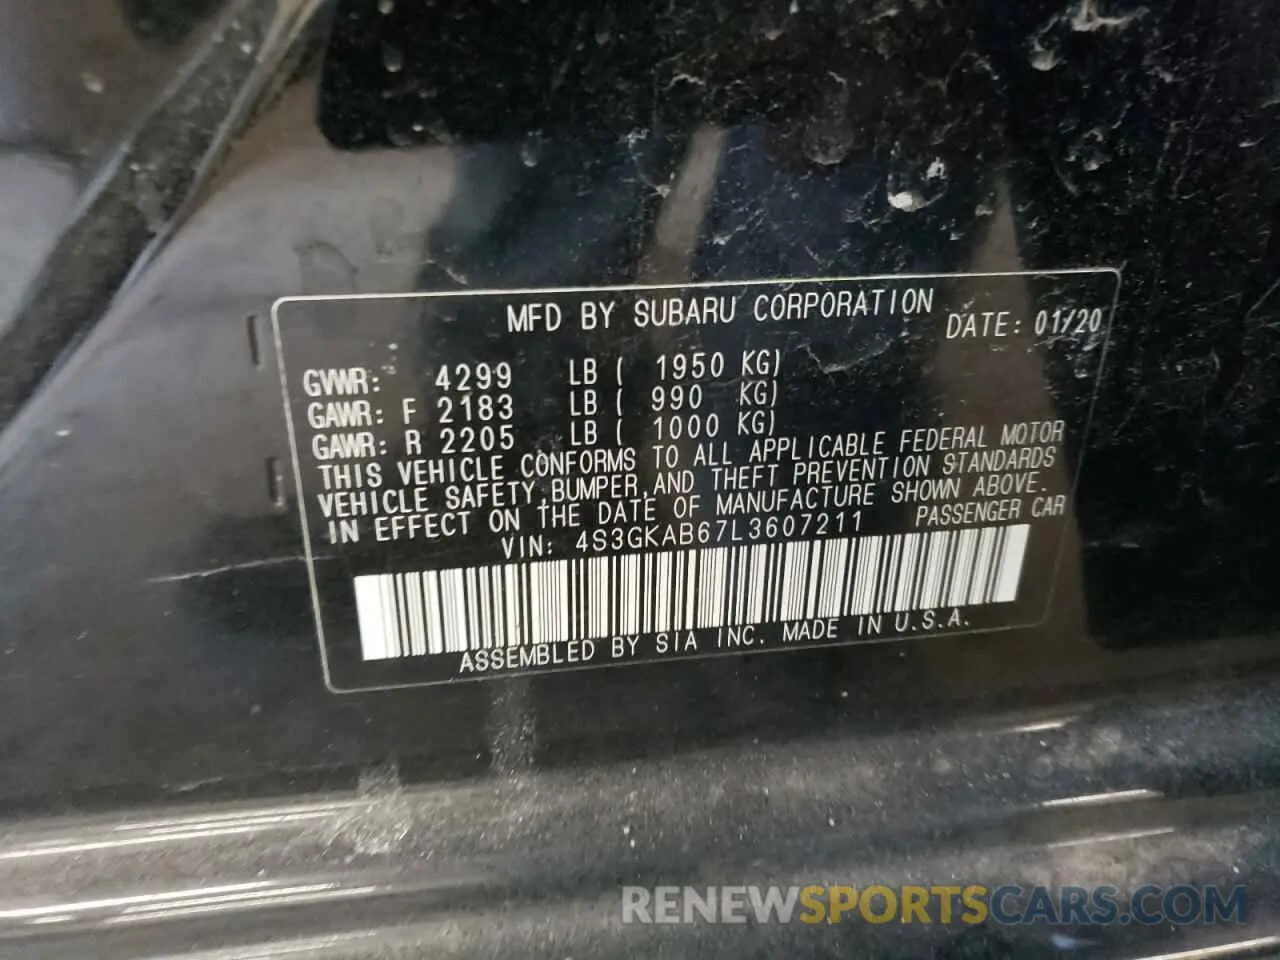 MFD BY SUBARU CORPORATION
DATE: 01/20
GVWR: 4299 LB ( 1950 KG)
GAWR: F 2183 LB ( 990 KG)
GAWR: R 2205 LB ( 1000 KG)
THIS VEHICLE CONFORMS TO ALL APPLICABLE FEDERAL MOTOR
VEHICLE SAFETY, BUMPER, AND THEFT PREVENTION STANDARDS
IN EFFECT ON THE DATE OF MANUFACTURE SHOWN ABOVE.
VIN: 4S3GKAB67L3607211 PASSENGER CAR
ASSEMBLED BY SIA INC. MADE IN U.S.A.
RENEWSPORTSCARS.COM